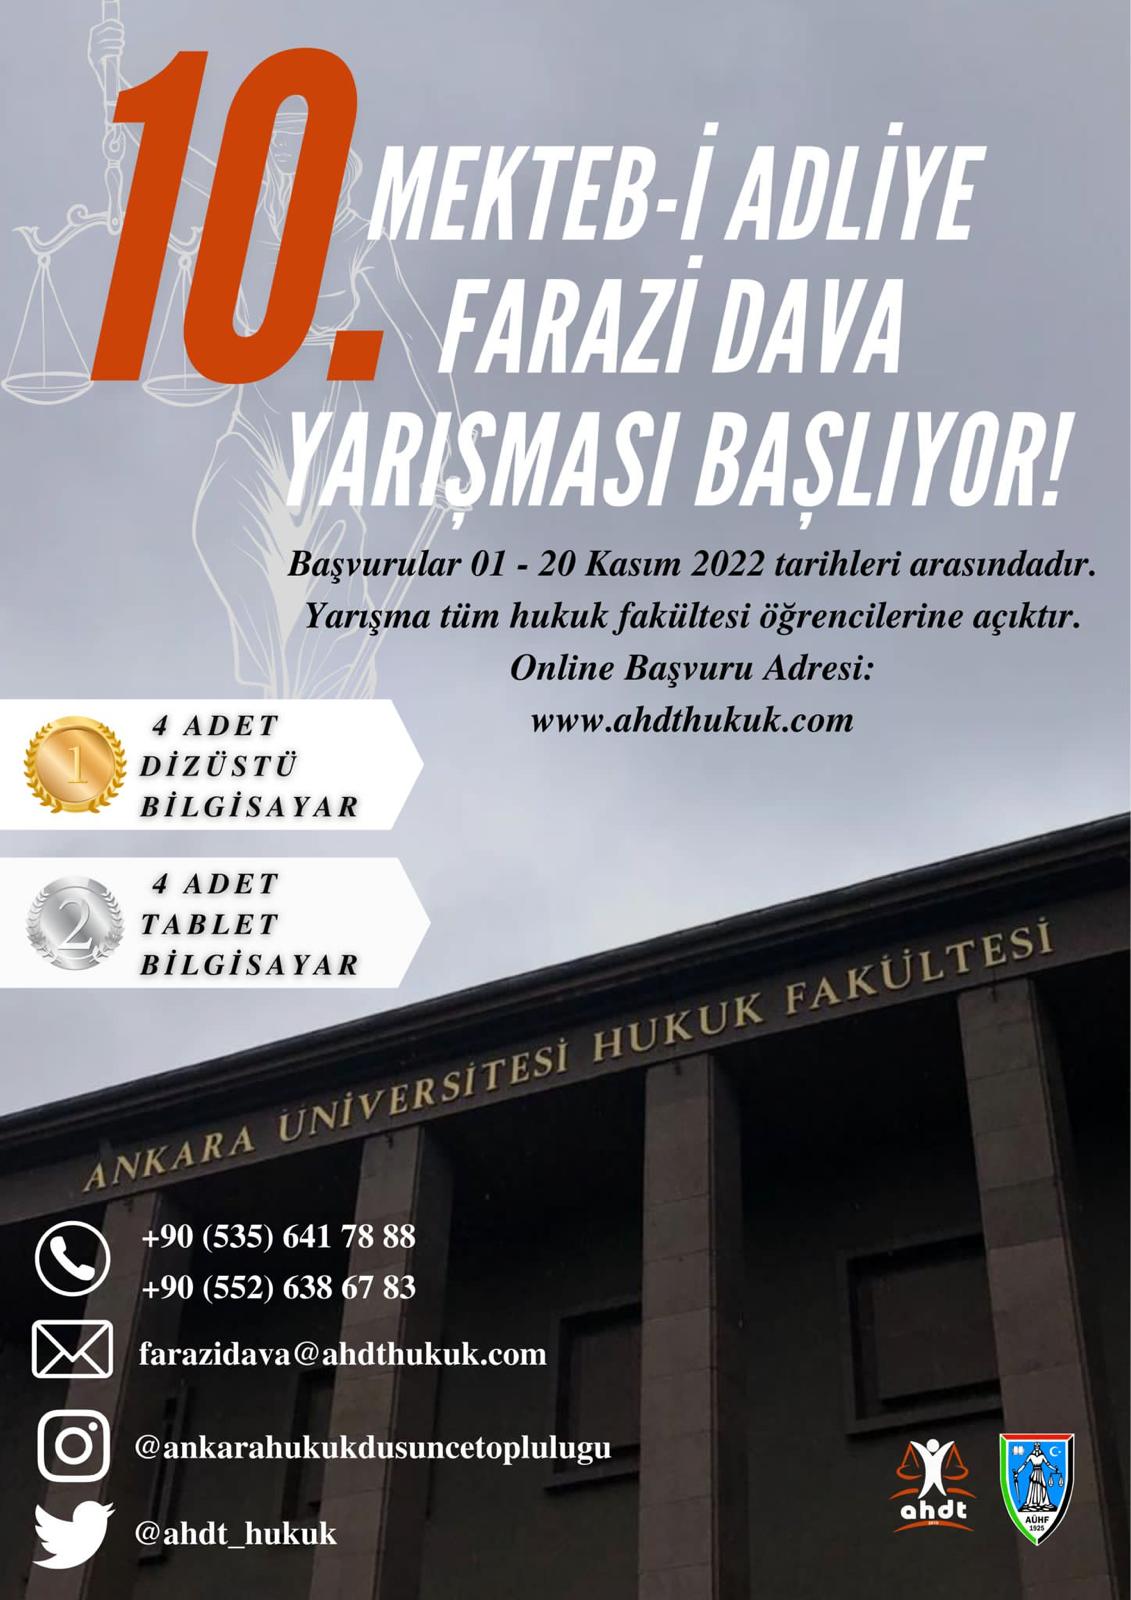 10.
MEKTEB-İ ADLİYE
FARAZİ DAVA
YARIŞMASI BAŞLIYOR!
Başvurular 01 - 20 Kasım 2022 tarihleri arasındadır.
Yarışma tüm hukuk fakültesi öğrencilerine açıktır.
Online Başvuru Adresi:
www.ahdthukuk.com
1
4 ADET
DİZÜSTÜ
BİLGİSAYAR
2
4 ADET
TABLET
BİLGİSAYAR
ANKARA ÜNİVERSİTESİ HUKUK FAKÜLTESİ
+90 (535) 641 78 88
+90 (552) 638 67 83
farazidava@ahdthukuk.com
@ankarahukukdusuncetoplulugu
@ahdt_hukuk
ahdt
AÜHF
1925